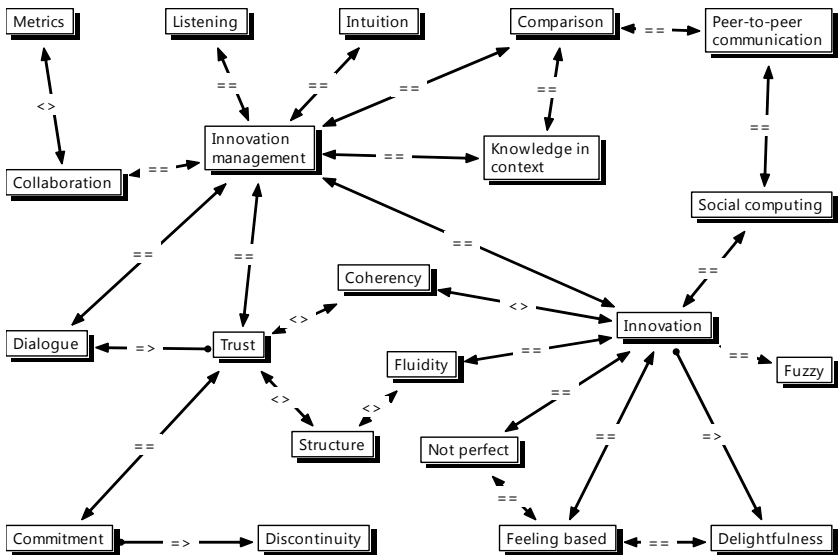 Metrics
Listening
Intuition
Comparison
Peer-to-peer
communication
==
<>
==
==
==
==
==
Innovation
management
Knowledge in
context
==
==
Collaboration
==
Social computing
==
==
==
==
Coherency
<>
<>
Innovation
Dialogue
=>
Trust
Fluidity
==
==
Fuzzy
<>
<>
==
==
==
=>
Structure
Not perfect
==
Commitment
=>
Discontinuity
Feeling based
==
Delightfulness